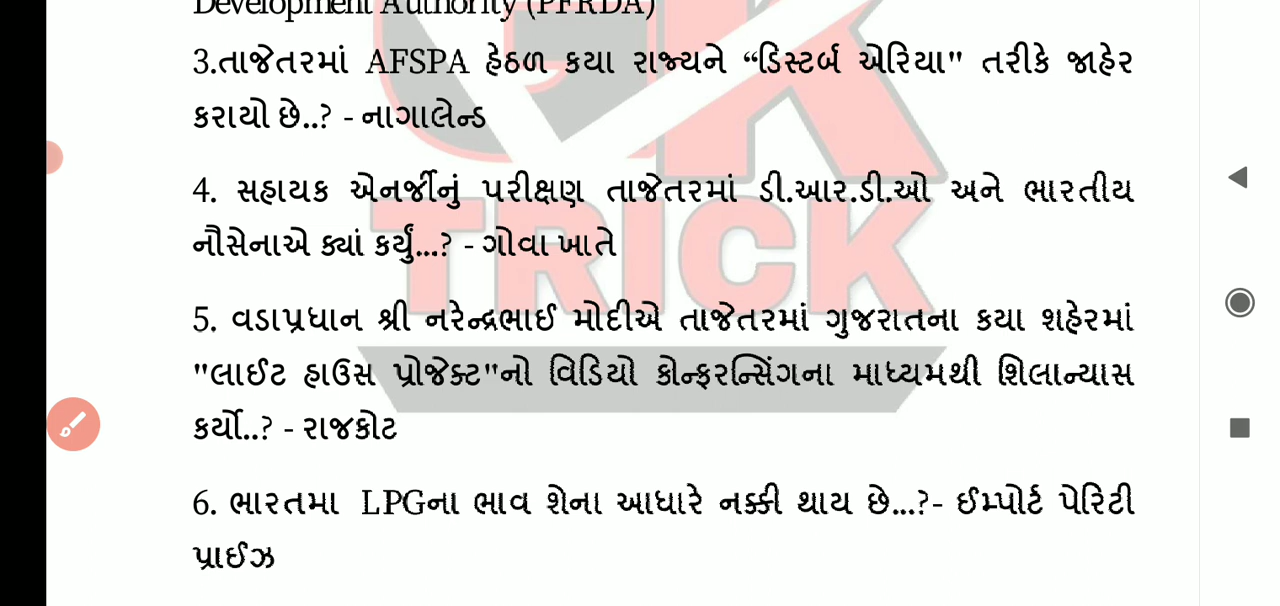 Development Authority (PFRDA)
3.તાજેતરમાં AFSPA હેઠળ કયા રાજ્યને “ડિસ્ટર્બ એરિયા" તરીકે જાહેર
કરાયો છે..? - નાગાલેન્ડ
4. સહાયક એનર્જીનું પરીક્ષણ તાજેતરમાં ડી.આર.ડી.ઓ અને ભારતીય
નૌસેનાએ ક્યાં કર્યું...? - ગોવા ખાતે
5. વડાપ્રધાન શ્રી નરેન્દ્રભાઈ મોદીએ તાજેતરમાં ગુજરાતના કયા શહેરમાં
"લાઈટ હાઉસ પ્રોજેક્ટ"નો વિડિયો કોન્ફરન્સિંગના માધ્યમથી શિલાન્યાસ
કર્યો..? - રાજકોટ
6. ભારતમા LPGના ભાવ શેના આધારે નક્કી થાય છે...?- ઈમ્પોર્ટ પેરિટી
પ્રાઈઝ
TRICK